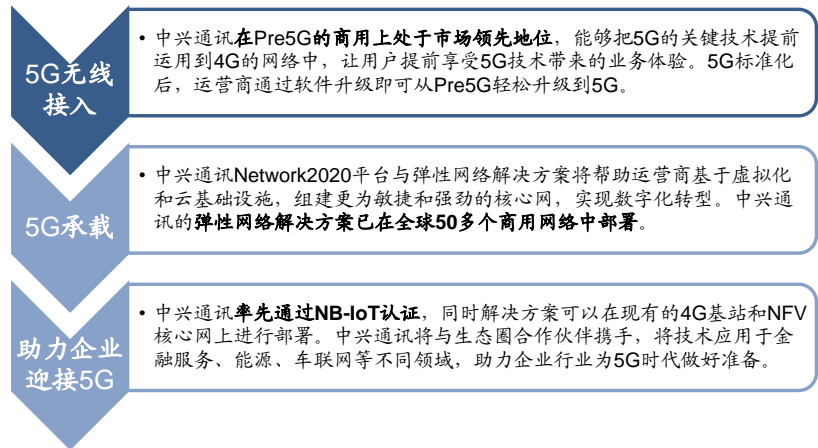 5G无线
接入
• 中兴通讯在Pre5G的商用上处于市场领先地位，能够把5G的关键技术提前
运用到4G的网络中，让用户提前享受5G技术带来的业务体验。5G标准化
后，运营商通过软件升级即可从Pre5G轻松升级到5G。
5G承载
• 中兴通讯Network2020平台与弹性网络解决方案将帮助运营商基于虚拟化
和云基础设施，组建更为敏捷和强劲的核心网，实现数字化转型。中兴通
讯的弹性网络解决方案已在全球50多个商用网络中部署。
助力企业
迎接5G
• 中兴通讯率先通过NB-IoT认证，同时解决方案可以在现有的4G基站和NFV
核心网上进行部署。中兴通讯将与生态圈合作伙伴携手，将技术应用于金
融服务、能源、车联网等不同领域，助力企业行业为5G时代做好准备。